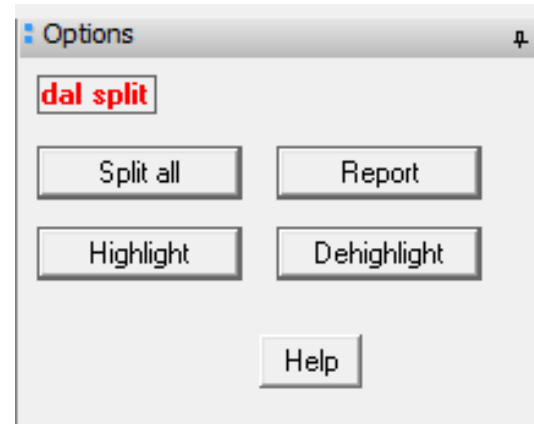 Options
dal split
Split all Report
Highlight Dehighlight
Help